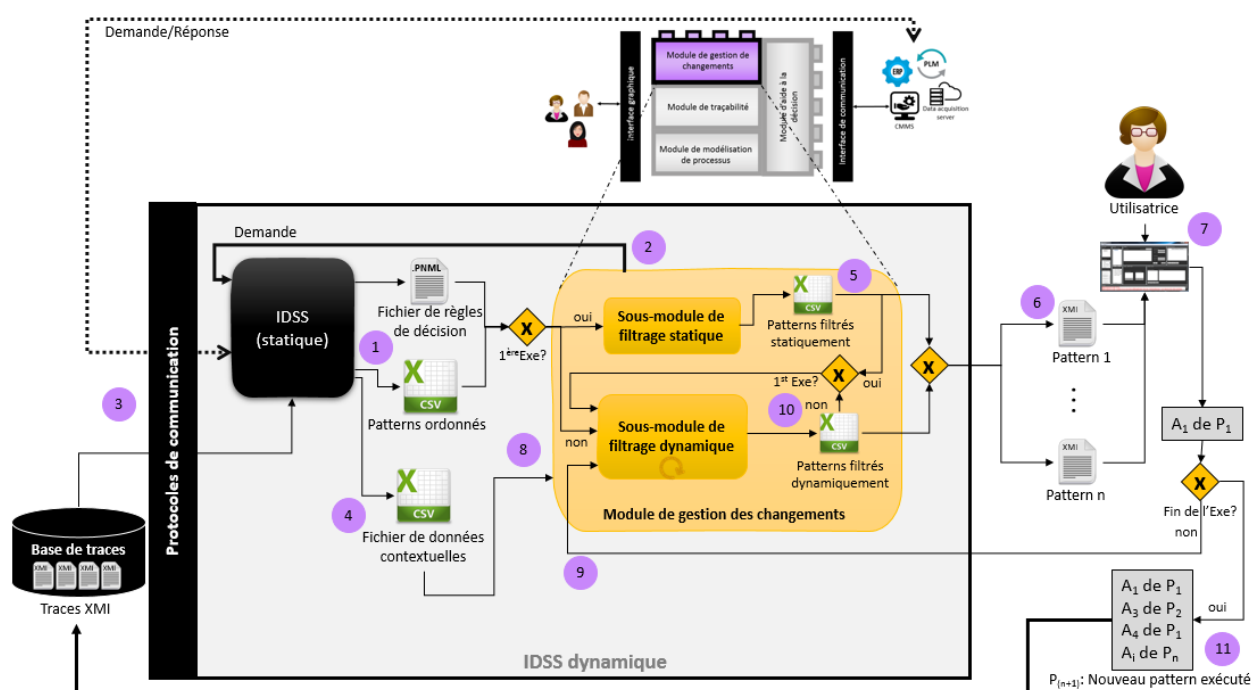 Demande/Réponse
Interface graphique
Module de gestion de
changements
Module de traçabilité
Module de modélisation
de processus
Module d'aide à la
décision
Interface de communication
ERP
PLM
CMMS
Data acquisition
server
Utilisatrice
7
Protocoles de communication
Demande
2
IDSS
(statique)
.PNML
Fichier de règles
de décision
1
X
CSV
Patterns ordonnés
3
4
X
CSV
Fichier de données
contextuelles
X
1ère Exe?
oui
non
Sous-module de
filtrage statique
X
CSV
5
Patterns filtrés
statiquement
1st Exe?
X
oui
non
Sous-module de
filtrage dynamique
10
X
CSV
Patterns filtrés
dynamiquement
Module de gestion des changements
8
9
X
6
XMI
Pattern 1
XMI
Pattern n
A1 de P1
X
Fin de l'Exe?
non
oui
A1 de P1
A3 de P2
A4 de P1
Ai de Pn
11
P(n+1): Nouveau pattern exécuté
Base de traces
XMI XMI XMI XMI
Traces XMI
IDSS dynamique